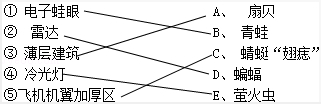 ① 电子蛙眼 A、 扇贝
② 雷达 B、青蛙
③ 薄层建筑 C、蜻蜓“翅痣”
④ 冷光灯 D、蝙蝠
⑤飞机机翼加厚区 E、萤火虫